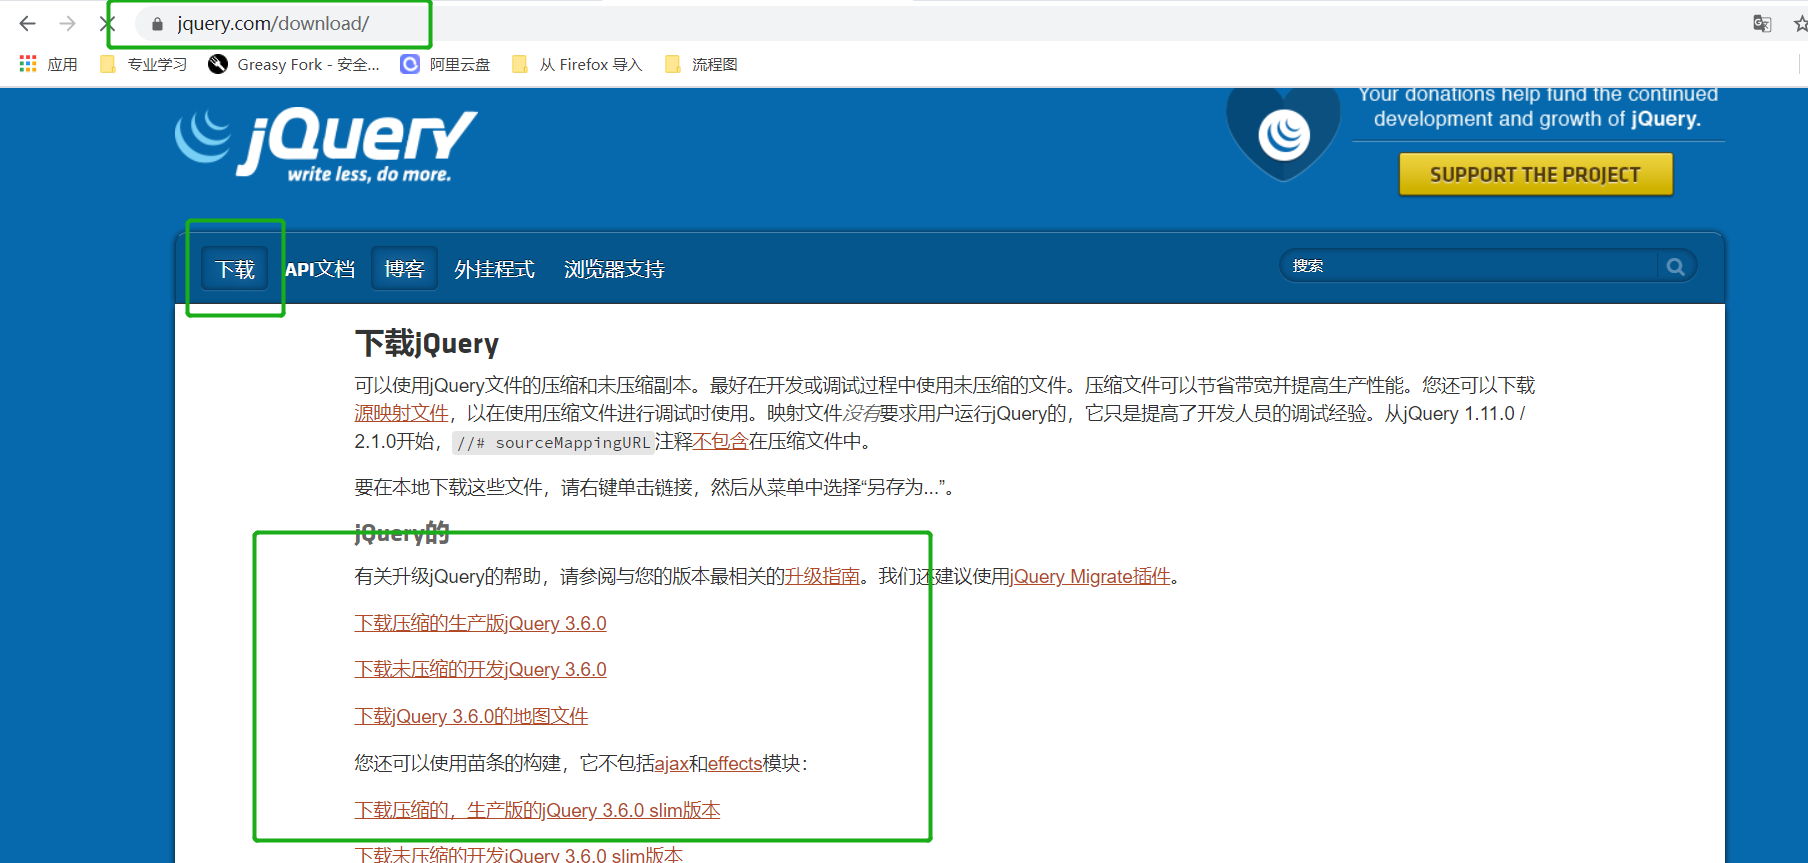 jquery.com/download/
应用 专业学习 Greasy Fork - 安全... 阿里云盘 从 Firefox 导入 流程图
jQuery
write less, do more.
Your donations help fund the continued
development and growth of jQuery.
SUPPORT THE PROJECT
下载 API文档 博客 外挂程式 浏览器支持 搜索
下载jQuery
可以使用jQuery文件的压缩和未压缩副本。最好在开发或调试过程中使用未压缩的文件。压缩文件可以节省带宽并提高生产性能。您还可以下载
源映射文件，以在使用压缩文件进行调试时使用。映射文件没有要求用户运行jQuery的，它只是提高了开发人员的调试经验。从jQuery 1.11.0 /
2.1.0开始，//# sourceMappingURL注释不包含在压缩文件中。
要在本地下载这些文件，请右键单击链接，然后从菜单中选择“另存为...”。
jQuery的
有关升级jQuery的帮助，请参阅与您的版本最相关的升级指南。我们还建议使用jQuery Migrate插件。
下载压缩的生产版jQuery 3.6.0
下载未压缩的开发jQuery 3.6.0
下载jQuery 3.6.0的地图文件
您还可以使用苗条的构建，它不包括ajax和effects模块：
下载压缩的，生产版的jQuery 3.6.0 slim版本
下载未压缩的开发jQuery 3.6.0 slim版本